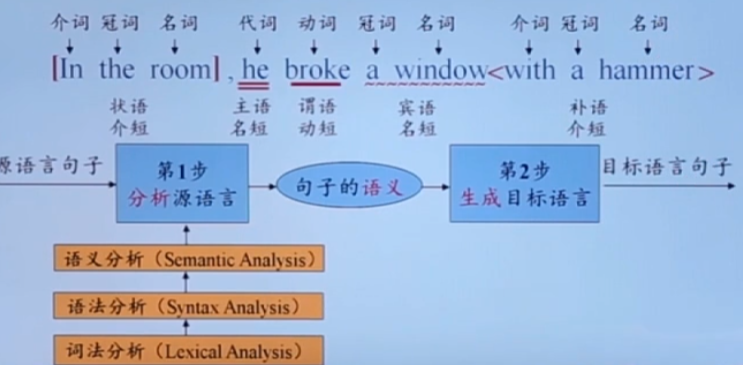 介词 冠词 名词 代词 动词 冠词 名词 介词 冠词 名词
[In the room] , he broke a window<with a hammer>
状语 主语 谓语 宾语 补语
介短 名短 动短 名短 介短
源语言句子
第1步
分析源语言
句子的语义
第2步
生成目标语言
目标语言句子
语义分析（Semantic Analysis）
语法分析（Syntax Analysis）
词法分析（Lexical Analysis）